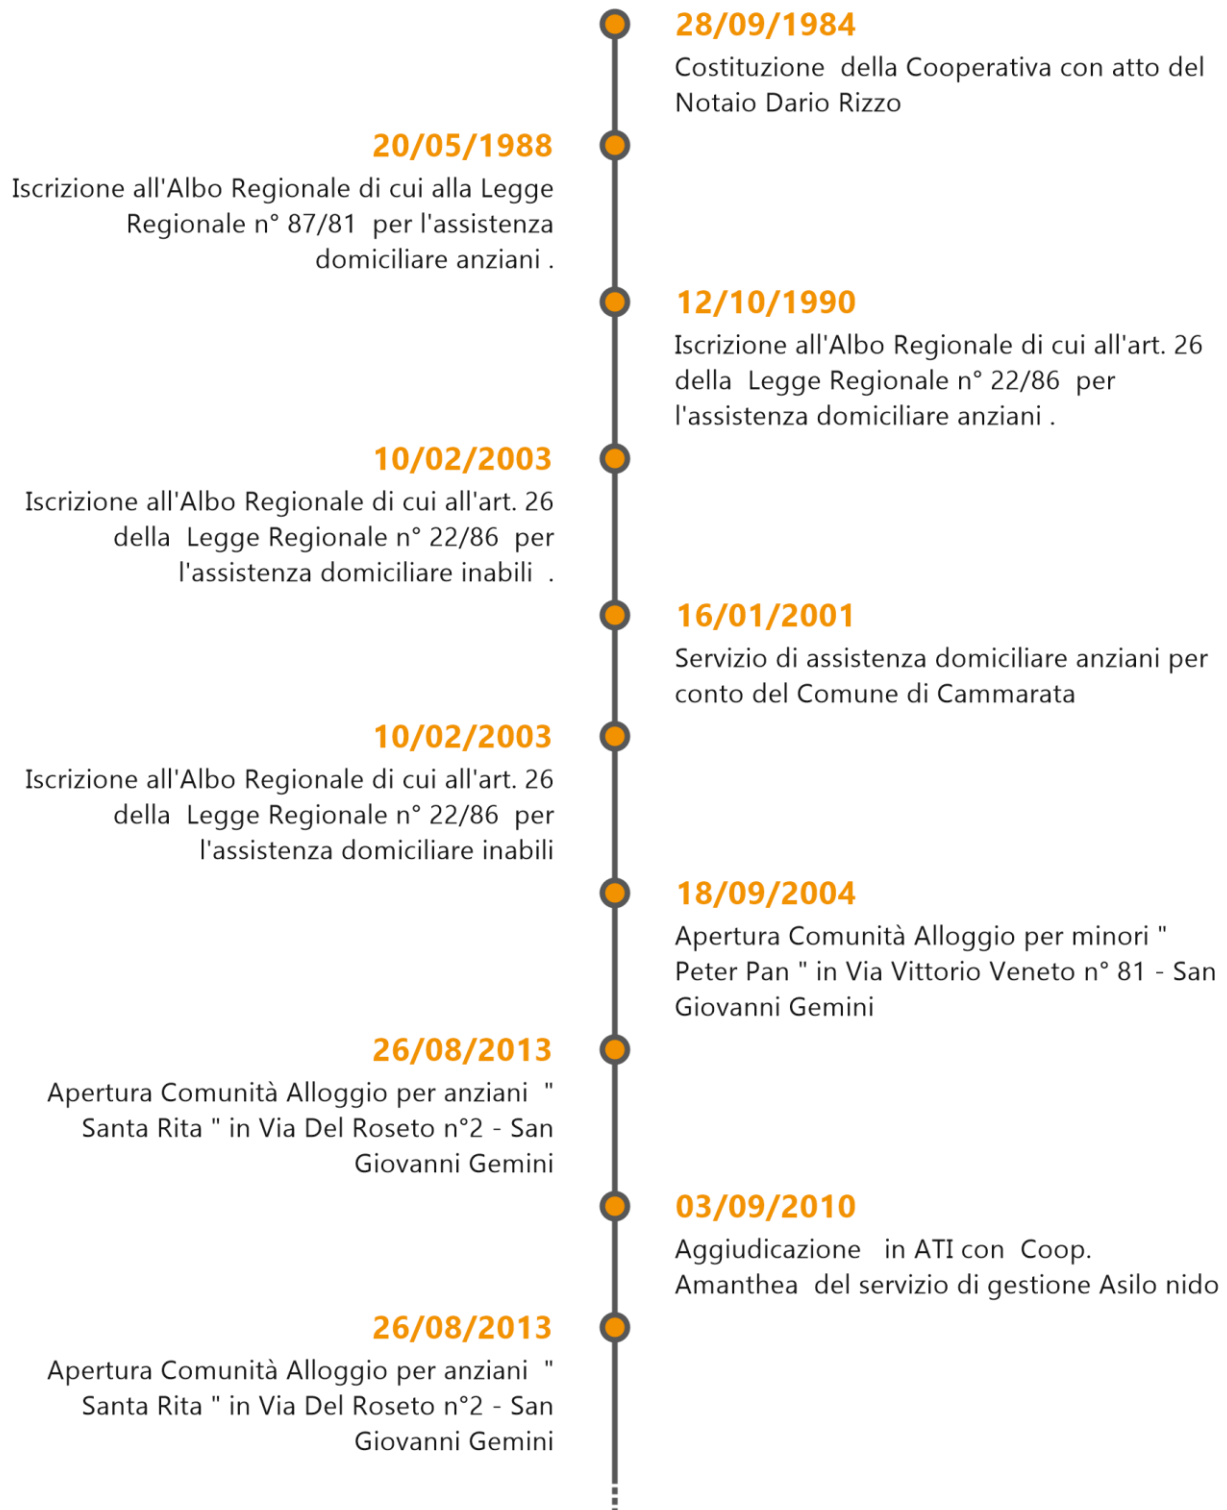 28/09/1984
Costituzione della Cooperativa con atto del
Notaio Dario Rizzo
20/05/1988
Iscrizione all'Albo Regionale di cui alla Legge
Regionale n° 87/81 per l'assistenza
domiciliare anziani .
12/10/1990
Iscrizione all'Albo Regionale di cui all'art. 26
della Legge Regionale n° 22/86 per
l'assistenza domiciliare anziani .
10/02/2003
Iscrizione all'Albo Regionale di cui all'art. 26
della Legge Regionale n° 22/86 per
l'assistenza domiciliare inabili .
16/01/2001
Servizio di assistenza domiciliare anziani per
conto del Comune di Cammarata
10/02/2003
Iscrizione all'Albo Regionale di cui all'art. 26
della Legge Regionale n° 22/86 per
l'assistenza domiciliare inabili
18/09/2004
Apertura Comunità Alloggio per minori "
Peter Pan " in Via Vittorio Veneto n° 81 - San
Giovanni Gemini
26/08/2013
Apertura Comunità Alloggio per anziani "
Santa Rita " in Via Del Roseto n°2 - San
Giovanni Gemini
03/09/2010
Aggiudicazione in ATI con Coop.
Amanthea del servizio di gestione Asilo nido
26/08/2013
Apertura Comunità Alloggio per anziani "
Santa Rita " in Via Del Roseto n°2 - San
Giovanni Gemini